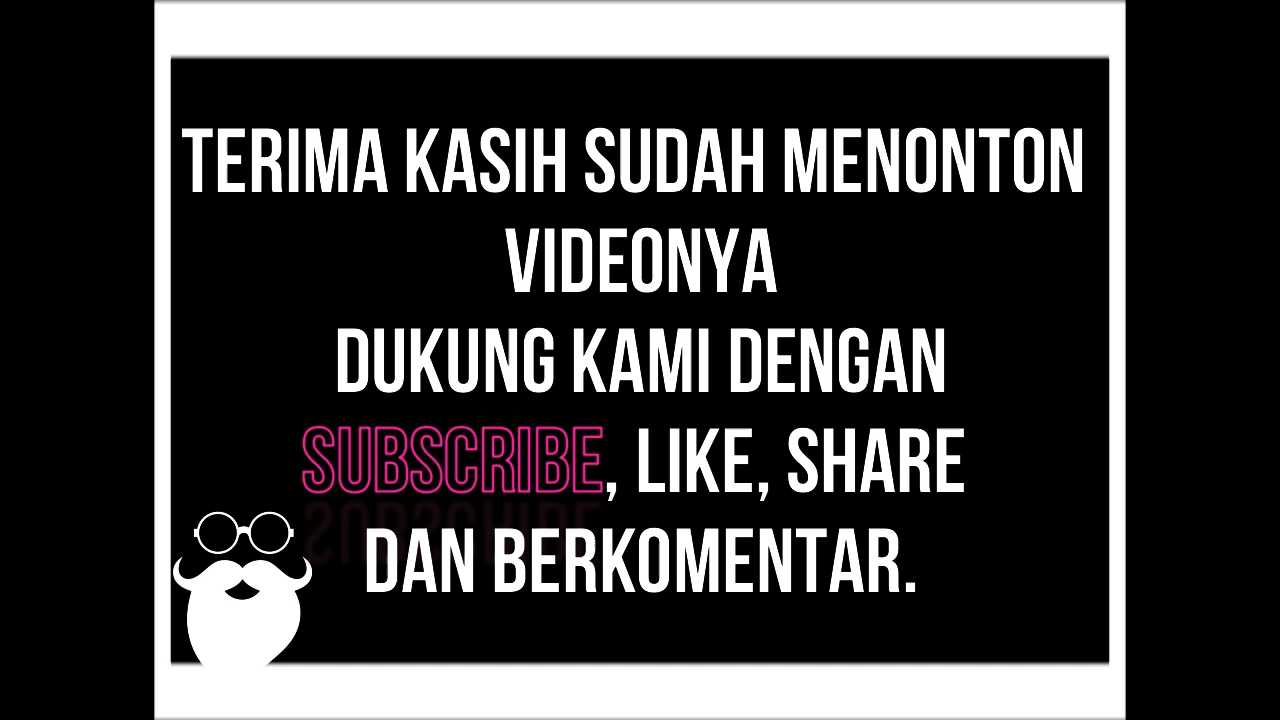 TERIMA KASIH SUDAH MENONTON
VIDEONYA
DUKUNG KAMI DENGAN
SUBSCRIBE, LIKE, SHARE
DAN BERKOMENTAR.